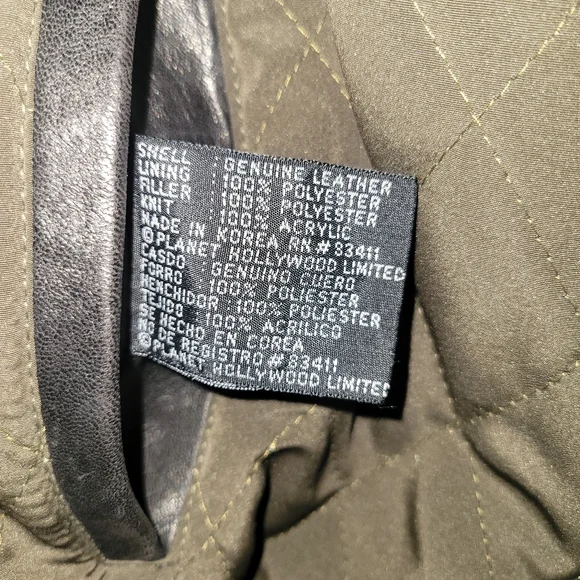 SHELL : GENUINE LEATHER
LINING : 100% POLYESTER
FILLER : 100% POLYESTER
KNIT : 100% ACRYLIC
MADE IN KOREA RN # 83411
©PLANET HOLLYWOOD LIMITED
CASDO : GENUINO CUERO
FORRO : 100% POLIESTER
HENCHIDOR 100% POLIESTER
TEJIDO : 100% ACRILICO
SE HECHO EN COREA
NO DE REGISTRO # 83411
©PLANET HOLLYWOOD LIMITED